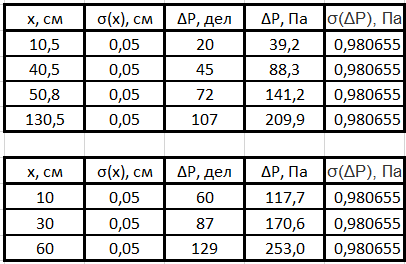 x, см σ(x), см ΔP, дел ΔP, Па σ(ΔP), Па
10,5 0,05 20 39,2 0,980655
40,5 0,05 45 88,3 0,980655
50,8 0,05 72 141,2 0,980655
130,5 0,05 107 209,9 0,980655
x, см σ(x), см ΔP, дел ΔP, Па σ(ΔP), Па
10 0,05 60 117,7 0,980655
30 0,05 87 170,6 0,980655
60 0,05 129 253,0 0,980655